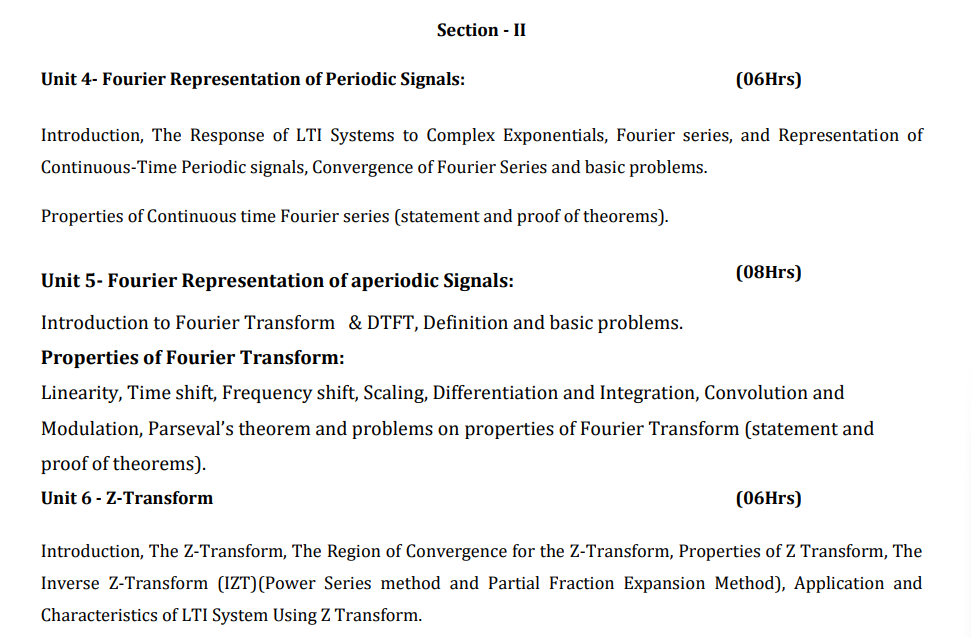 Section - II
Unit 4- Fourier Representation of Periodic Signals: (06Hrs)
Introduction, The Response of LTI Systems to Complex Exponentials, Fourier series, and Representation of
Continuous-Time Periodic signals, Convergence of Fourier Series and basic problems.
Properties of Continuous time Fourier series (statement and proof of theorems).
Unit 5- Fourier Representation of aperiodic Signals: (08Hrs)
Introduction to Fourier Transform & DTFT, Definition and basic problems.
Properties of Fourier Transform:
Linearity, Time shift, Frequency shift, Scaling, Differentiation and Integration, Convolution and
Modulation, Parseval’s theorem and problems on properties of Fourier Transform (statement and
proof of theorems).
Unit 6 - Z-Transform (06Hrs)
Introduction, The Z-Transform, The Region of Convergence for the Z-Transform, Properties of Z Transform, The
Inverse Z-Transform (IZT)(Power Series method and Partial Fraction Expansion Method), Application and
Characteristics of LTI System Using Z Transform.